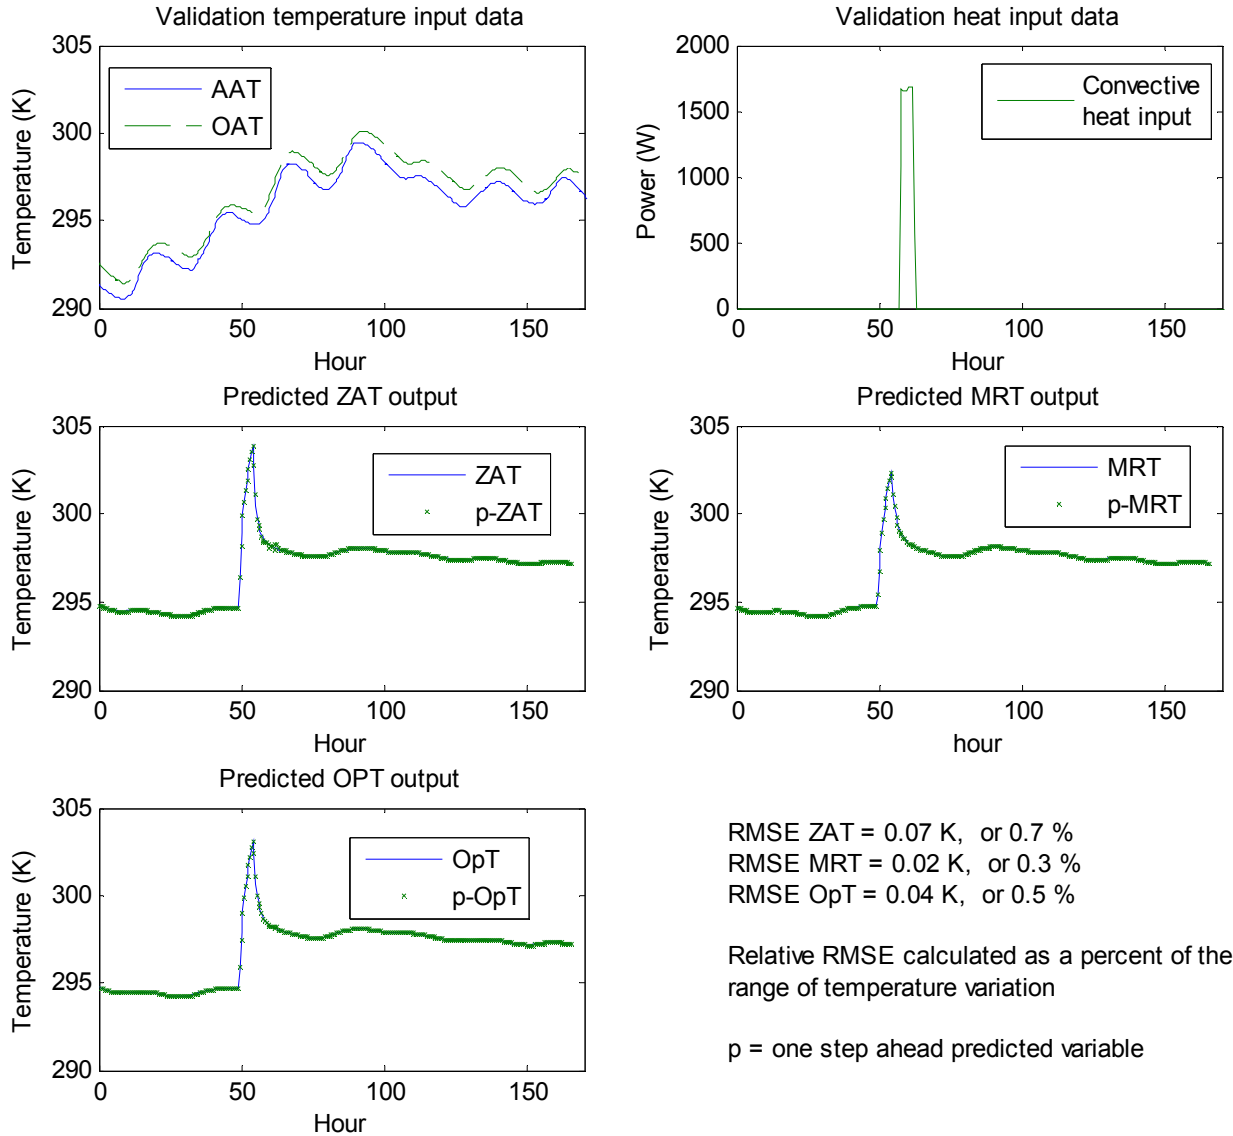 Validation temperature input data
305
300
295
290
Temperature (K)
AAT
OAT
0
50
100
150
Hour
Validation heat input data
2000
1500
1000
500
0
Power (W)
Convective
heat input
0
50
100
150
Hour
Predicted ZAT output
305
300
295
290
Temperature (K)
ZAT
p-ZAT
0
50
100
150
Hour
Predicted MRT output
305
300
295
290
Temperature (K)
MRT
p-MRT
0
50
100
150
hour
Predicted OPT output
305
300
295
290
Temperature (K)
OpT
p-OpT
0
50
100
150
Hour
RMSE ZAT = 0.07 K, or 0.7 %
RMSE MRT = 0.02 K, or 0.3 %
RMSE OpT = 0.04 K, or 0.5 %
Relative RMSE calculated as a percent of the
range of temperature variation
p = one step ahead predicted variable